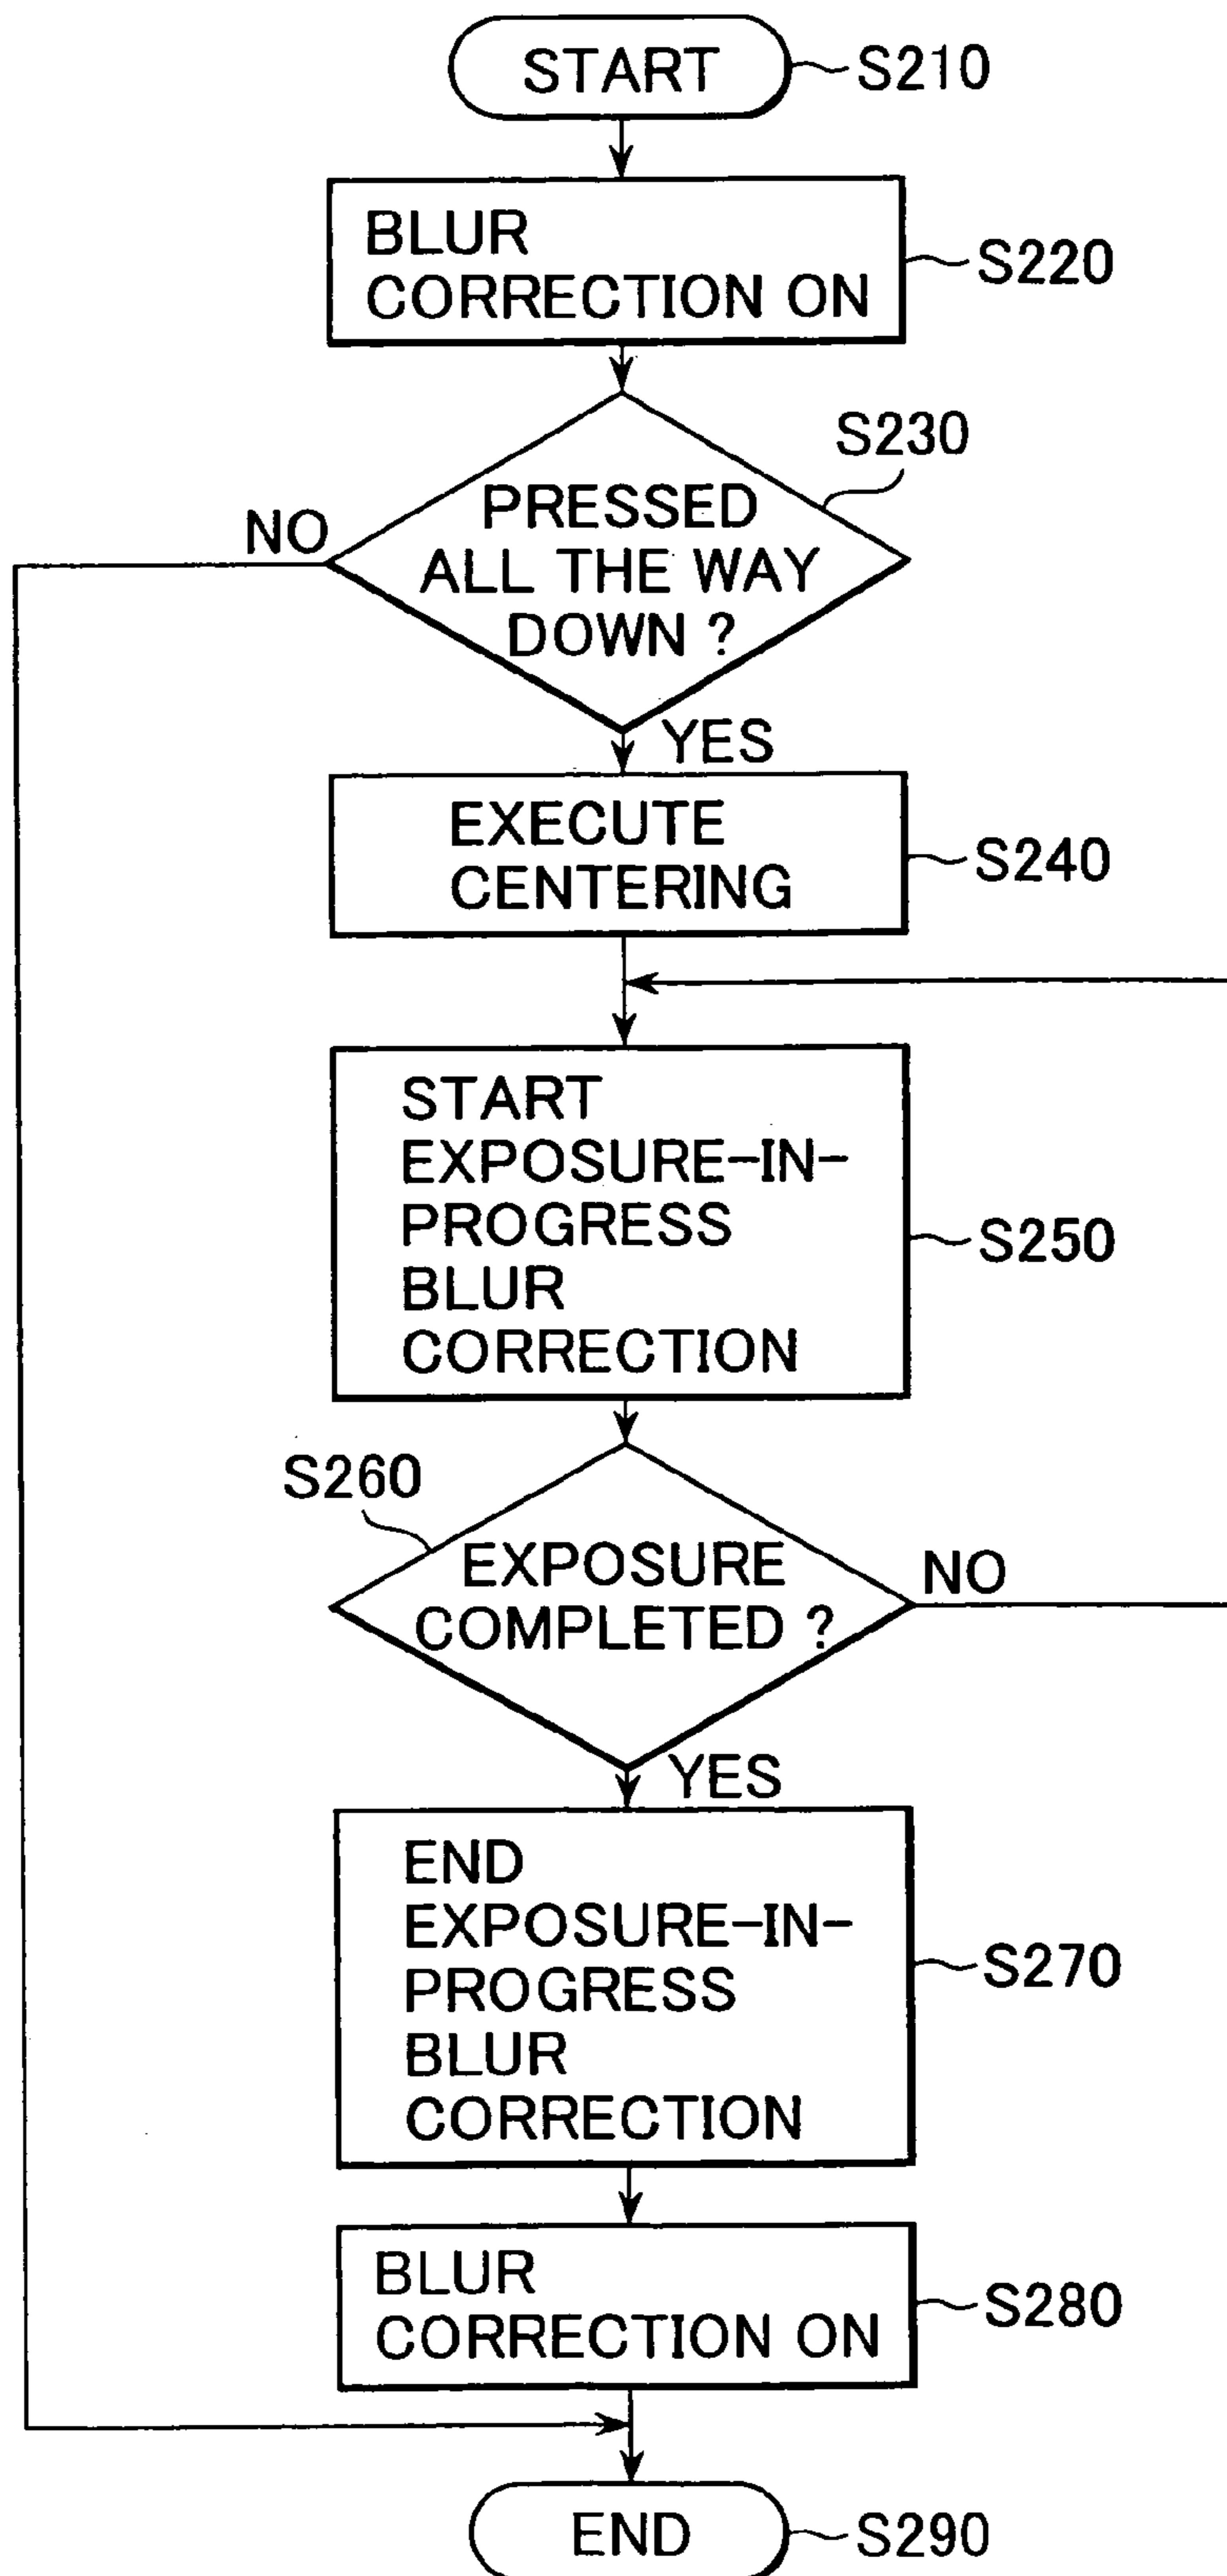 START
S210
BLUR
CORRECTION ON
S220
S230
PRESSED
ALL THE WAY
DOWN ?
NO
YES
EXECUTE
CENTERING
S240
START
EXPOSURE-IN-
PROGRESS
BLUR
CORRECTION
S250
S260
EXPOSURE
COMPLETED ?
NO
YES
END
EXPOSURE-IN-
PROGRESS
BLUR
CORRECTION
S270
BLUR
CORRECTION ON
S280
END
S290